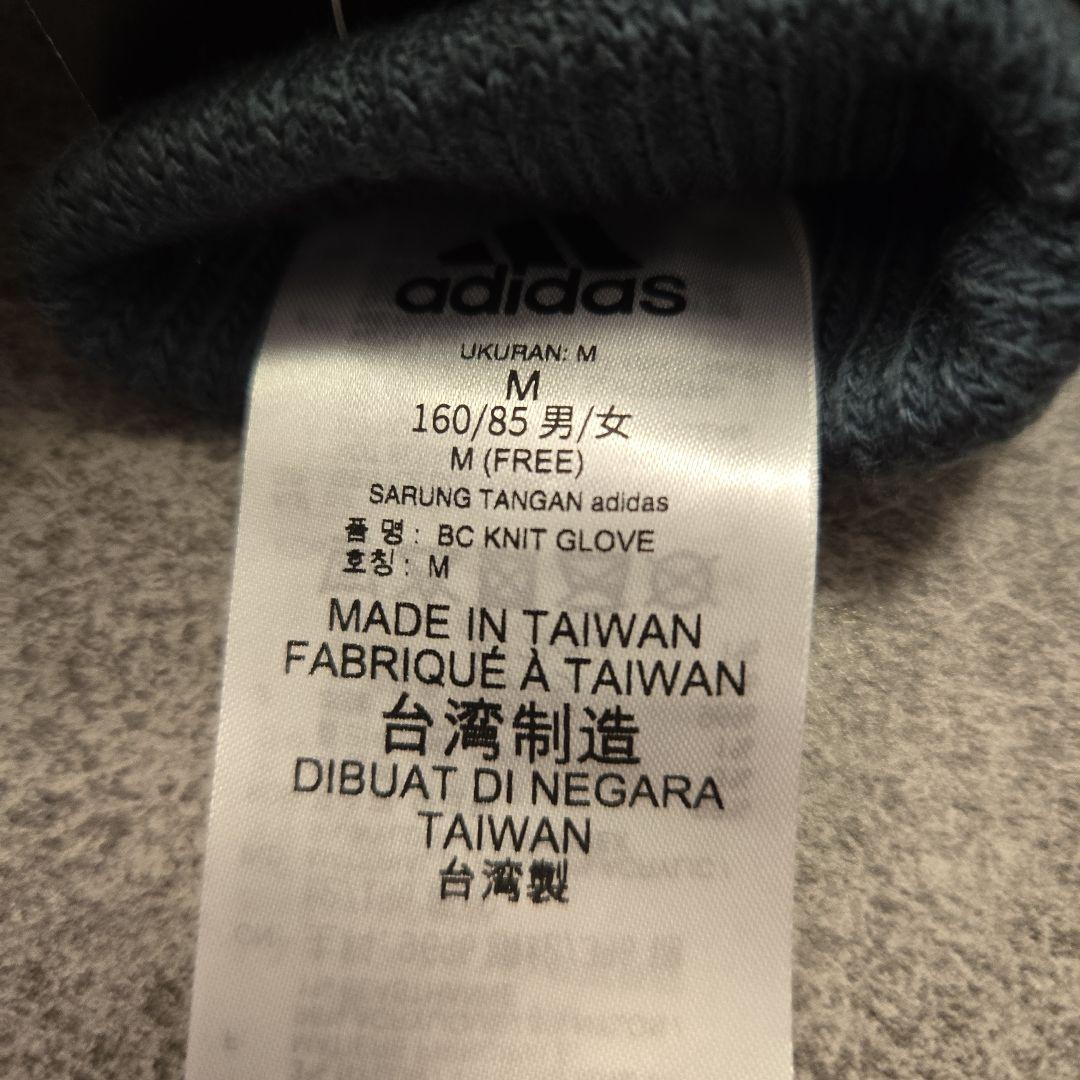 adidas
UKURAN: M
M
160/85 男/女
M (FREE)
SARUNG TANGAN adidas
품 명 : BC KNIT GLOVE
호칭 : M
MADE IN TAIWAN
FABRIQUÉ À TAIWAN
台湾制造
DIBUAT DI NEGARA
TAIWAN
台湾製